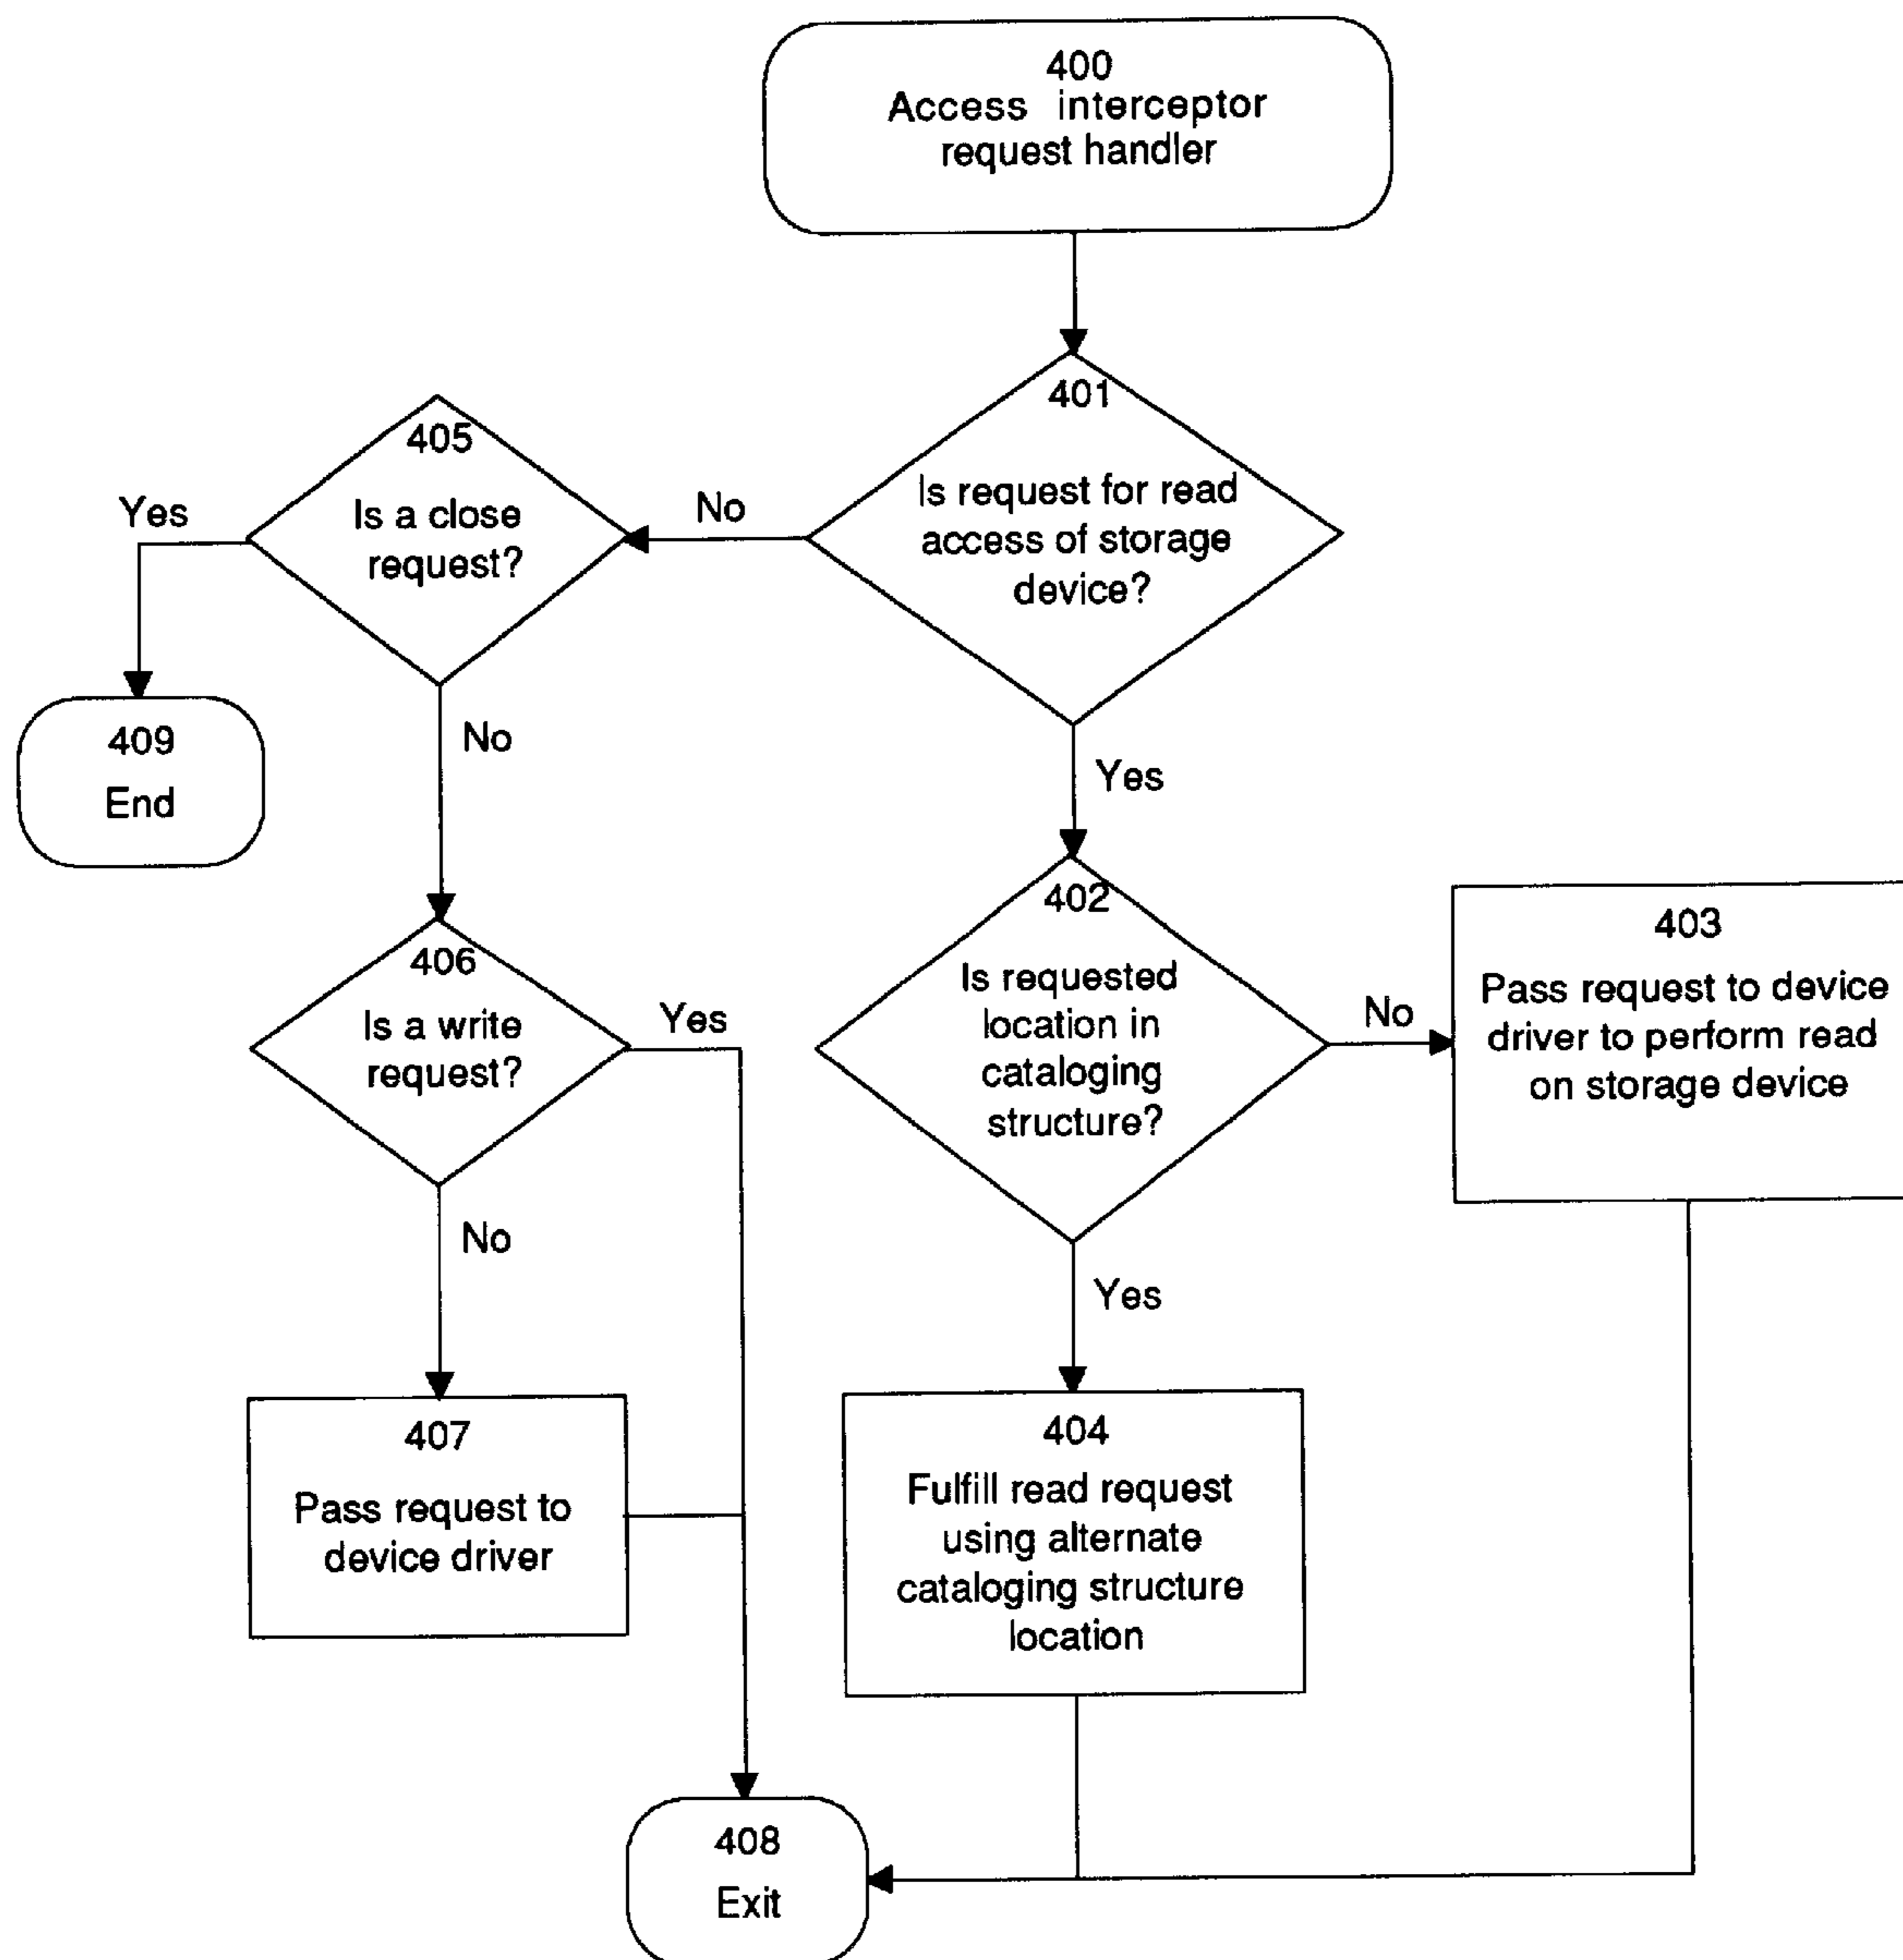 400
Access interceptor
request handler
401
Is request for read
access of storage
device?
No
405
Is a close
request?
Yes
409
End
No
Yes
402
Is requested
location in
cataloging
structure?
No
403
Pass request to device
driver to perform read
on storage device
406
Is a write
request?
Yes
No
Yes
407
Pass request to
device driver
404
Fulfill read request
using alternate
cataloging structure
location
408
Exit